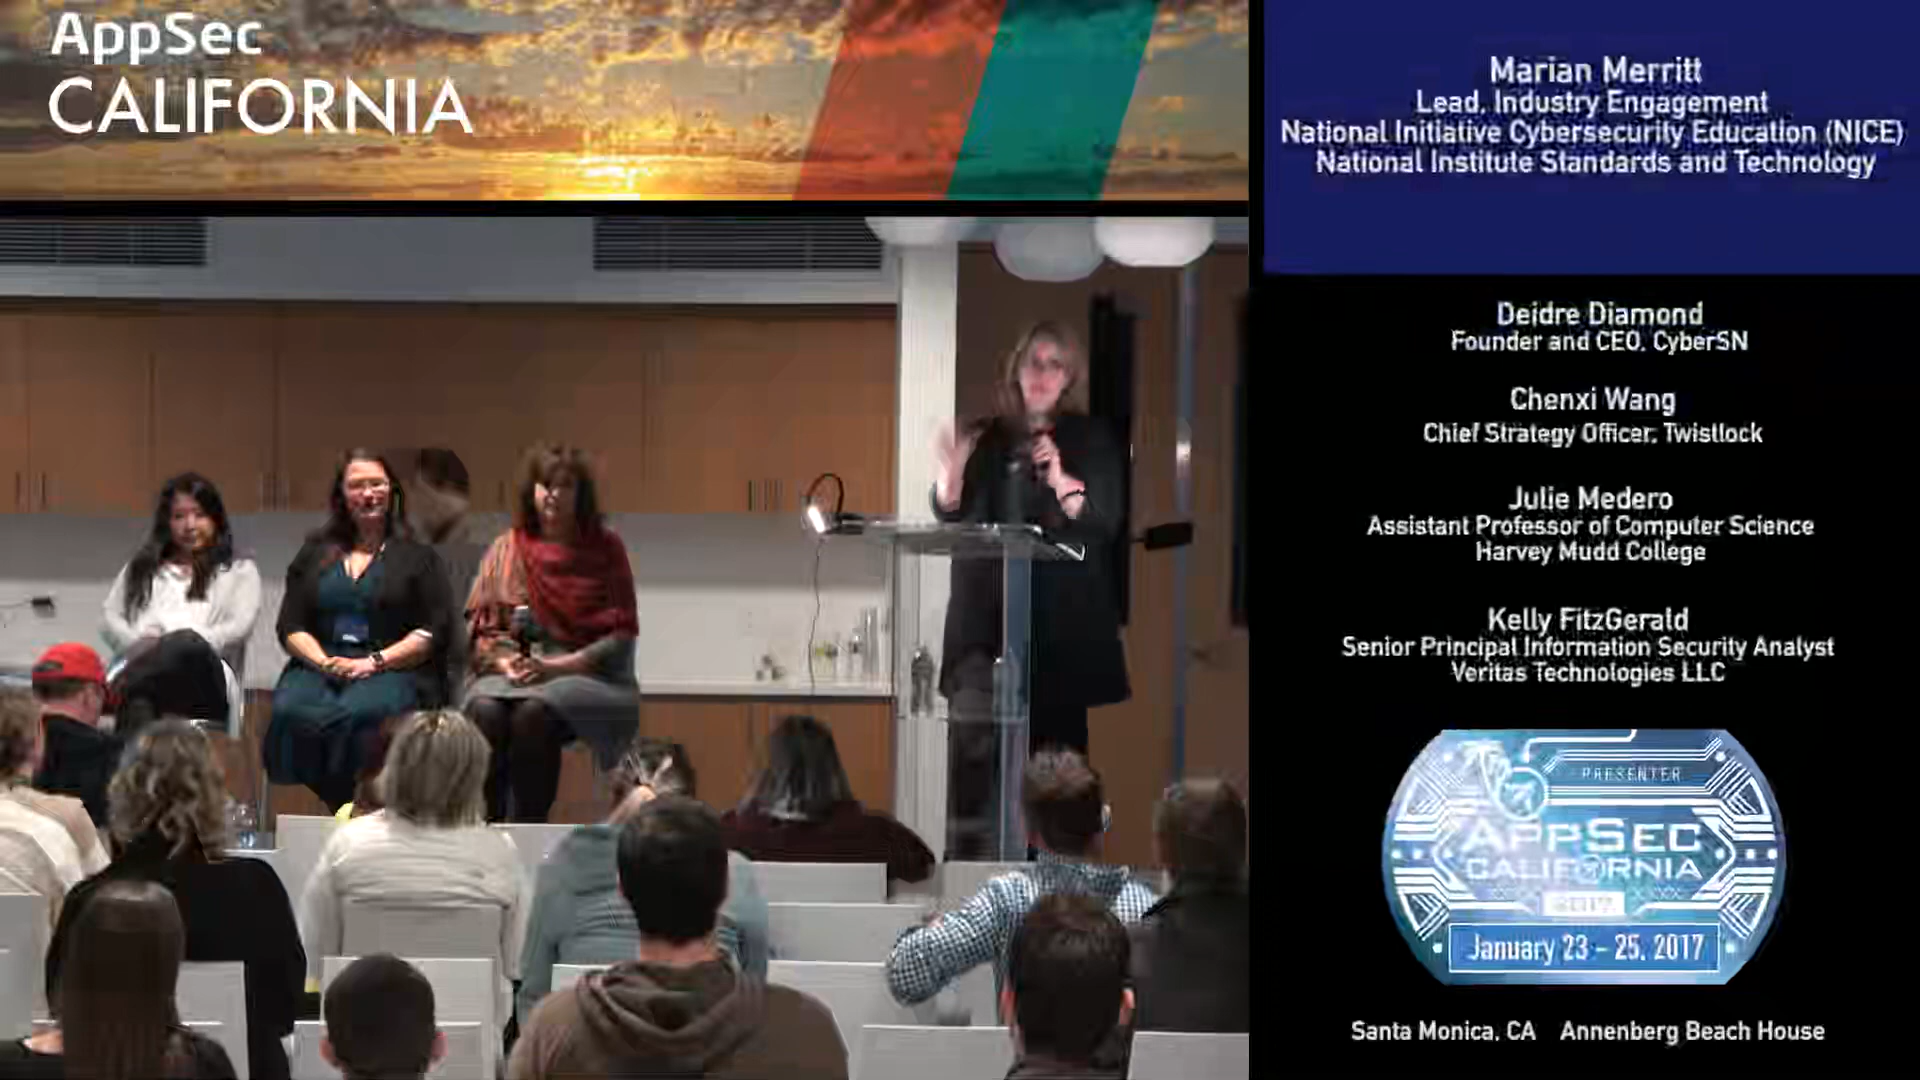 AppSec
CALIFORNIA
Marian Merritt
Lead, Industry Engagement
National Initiative Cybersecurity Education (NICE)
National Institute Standards and Technology
Deidre Diamond
Founder and CEO, CyberSN
Chenxi Wang
Chief Strategy Officer, Twistlock
Julie Medero
Assistant Professor of Computer Science
Harvey Mudd College
Kelly FitzGerald
Senior Principal Information Security Analyst
Veritas Technologies LLC
PRESENTER
APPSEC
CALIFORNIA
2017
January 23 - 25, 2017
Santa Monica, CA Annenberg Beach House